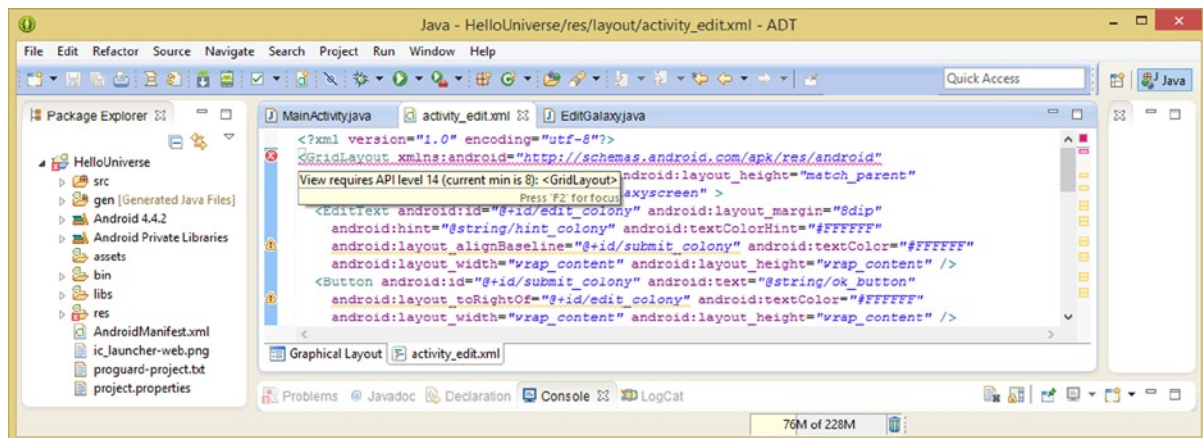 Java - HelloUniverse/res/layout/activity_edit.xml - ADT
File Edit Refactor Source Navigate Search Project Run Window Help
Quick Access
Java
Package Explorer
HelloUniverse
src
gen [Generated Java Files]
Android 4.4.2
Android Private Libraries
assets
bin
libs
res
AndroidManifest.xml
ic_launcher-web.png
proguard-project.txt
project.properties
MainActivity.java activity_edit.xml EditGalaxy.java
<?xml version="1.0" encoding="utf-8"?>
<GridLayout xmlns:android="http://schemas.android.com/apk/res/android"
View requires API level 14 (current min is 8): <GridLayout>
Press 'F2' for focus
ndroid:layout_height="match_parent"
axyscreen" >
<EditText android:id="@+id/edit_colony" android:layout_margin="8dip"
android:hint="@string/hint_colony" android:textColorHint="#FFFFFF"
android:layout_alignBaseline="@+id/submit_colony" android:textColor="#FFFFFF"
android:layout_width="wrap_content" android:layout_height="wrap_content" />
<Button android:id="@+id/submit_colony" android:text="@string/ok_button"
android:layout_toRightOf="@+id/edit_colony" android:textColor="#FFFFFF"
android:layout_width="wrap_content" android:layout_height="wrap_content" />
Graphical Layout activity_edit.xml
Problems Javadoc Declaration Console LogCat
76M of 228M